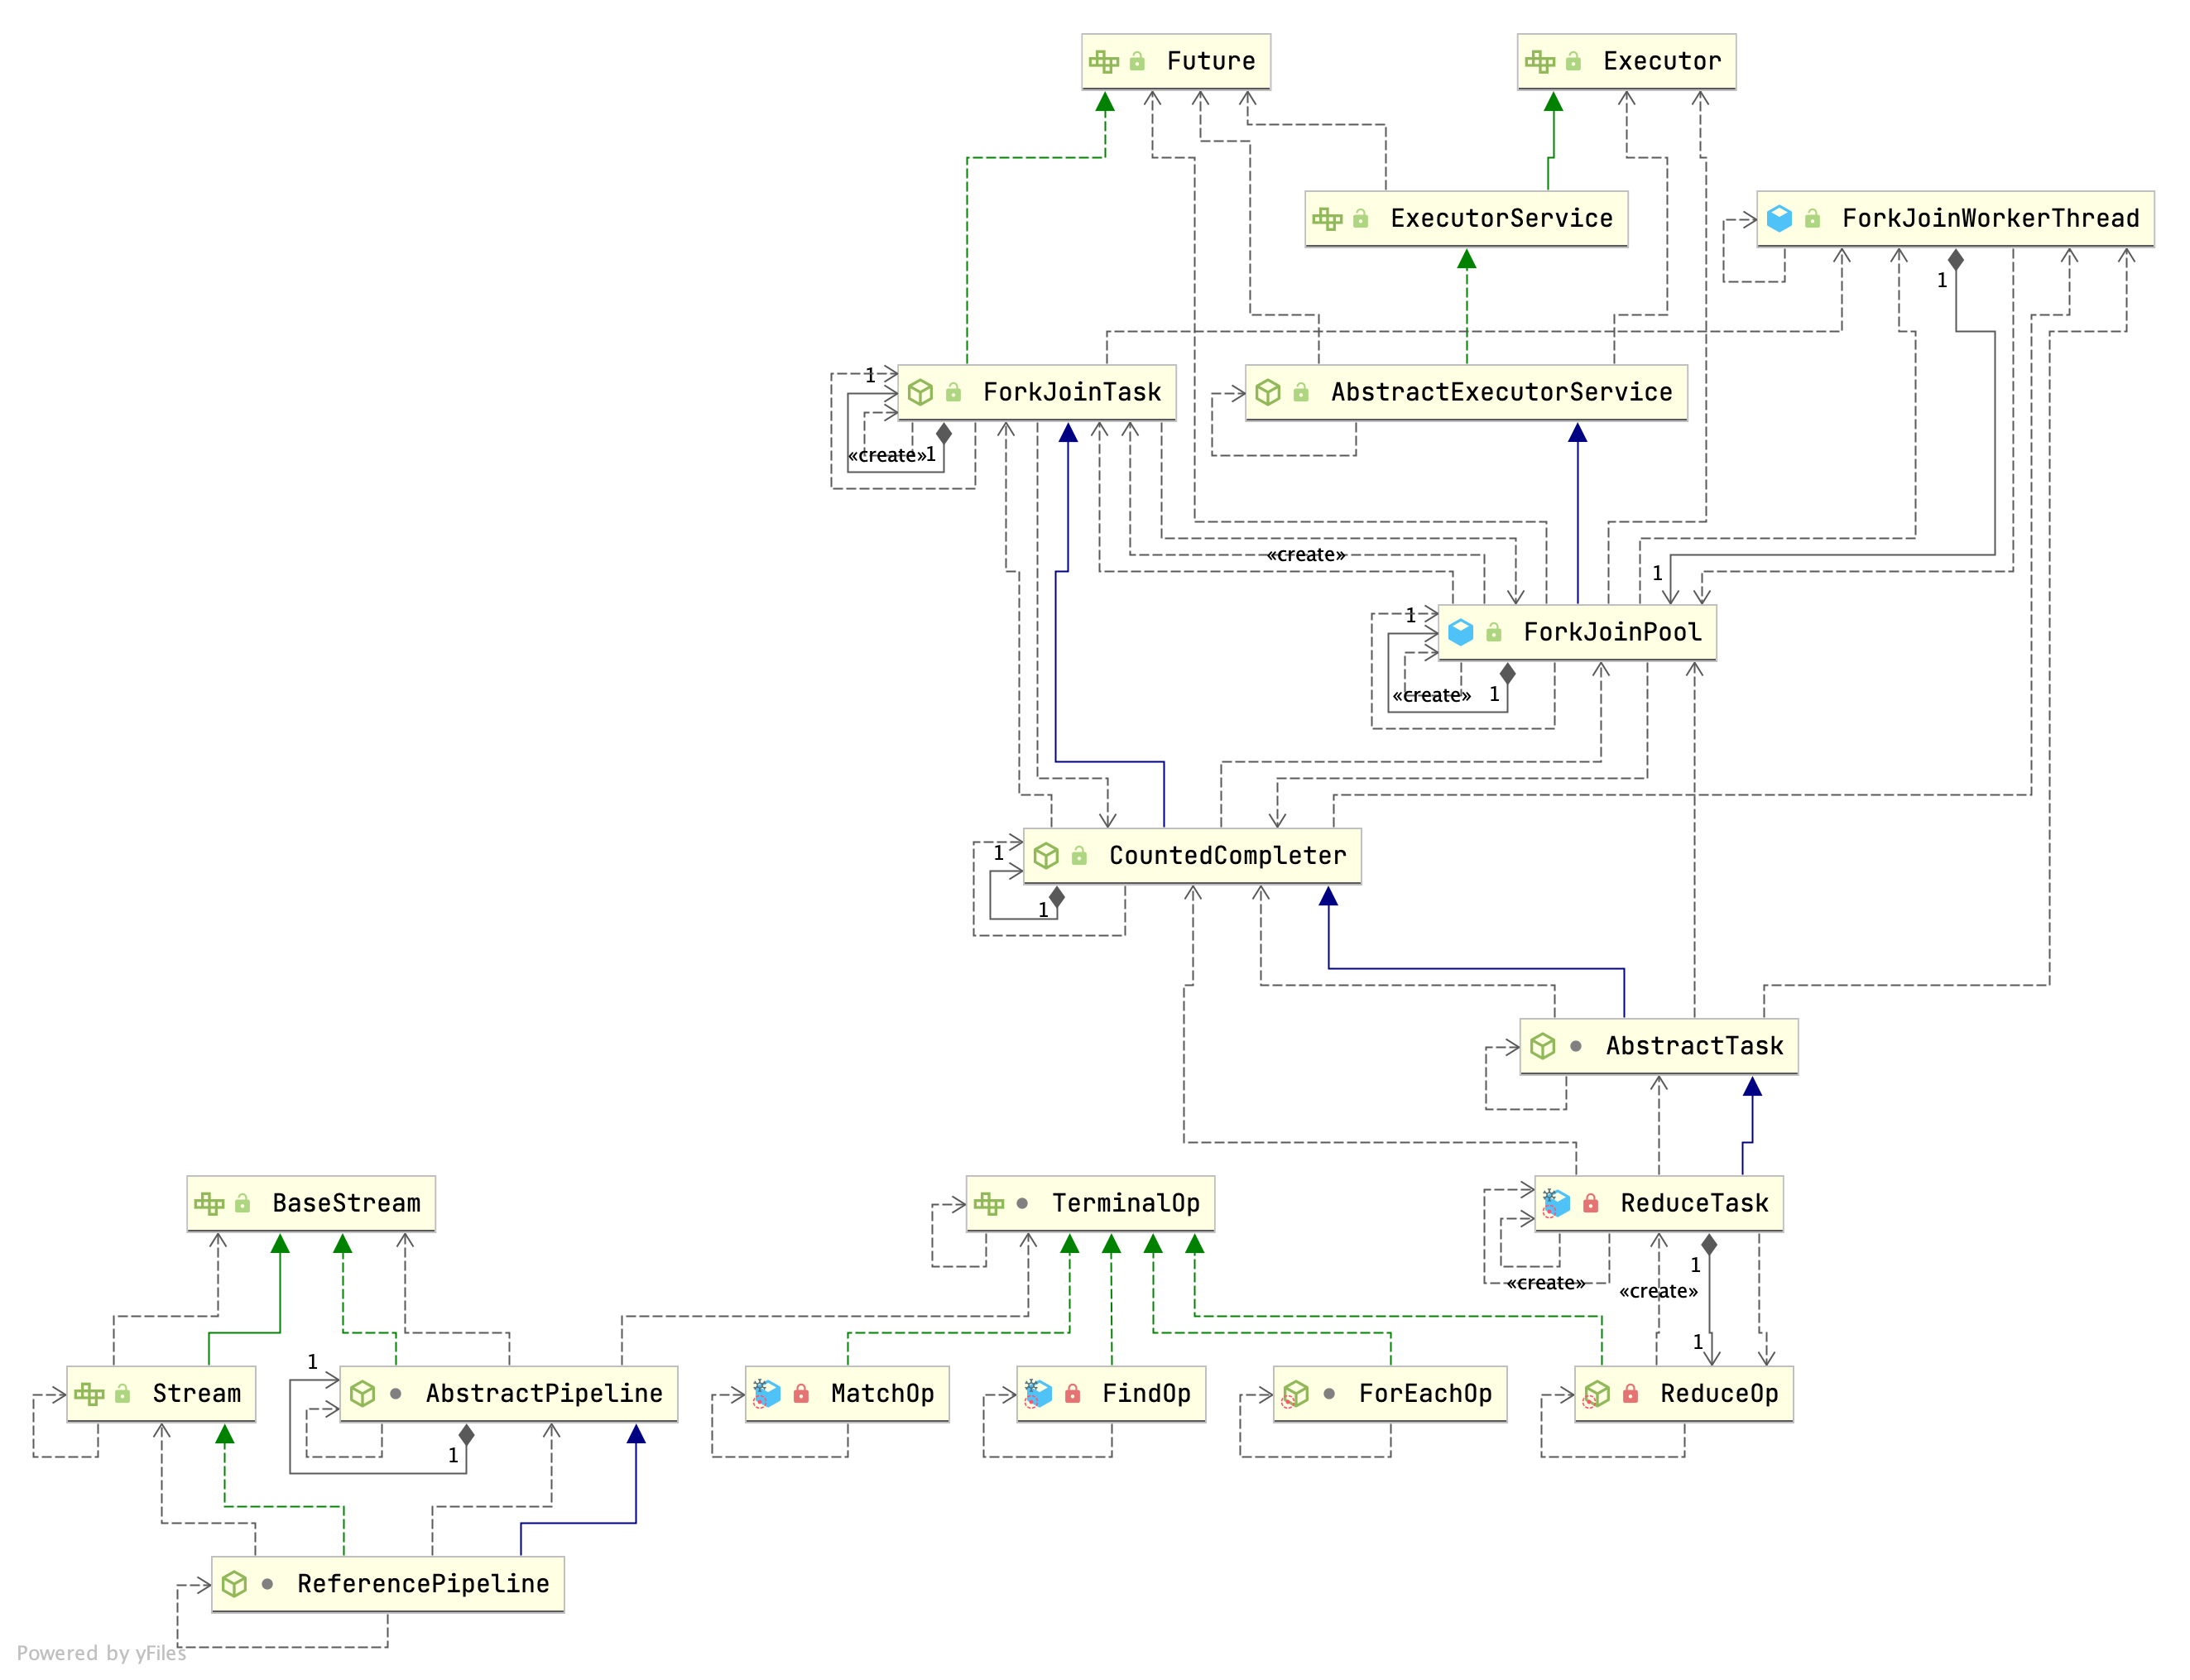 Future
Executor
ExecutorService
ForkJoinWorkerThread
1
1
ForkJoinTask
AbstractExecutorService
«create»
1
«create»
1
1
ForkJoinPool
«create»
1
1
CountedCompleter
1
AbstractTask
BaseStream
TerminalOp
ReduceTask
1
«create»
«create»
1
1
Stream
AbstractPipeline
MatchOp
FindOp
ForEachOp
ReduceOp
1
ReferencePipeline
Powered by yFiles